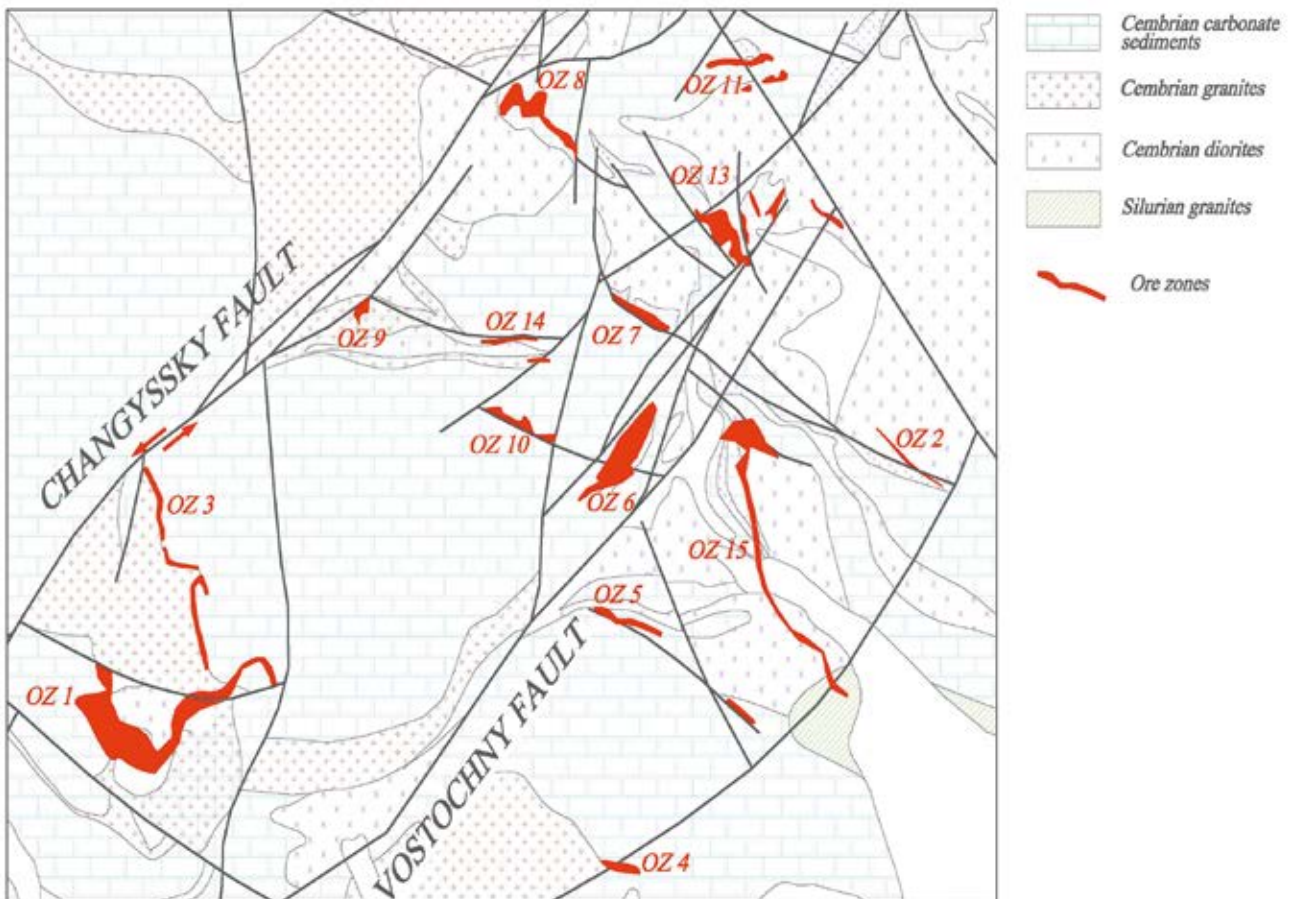 OZ 8
OZ 11
OZ 13
CHANGYSSKY FAULT
OZ 9
OZ 14
OZ 7
OZ 10
OZ 2
OZ 3
OZ 6
OZ 15
OZ 5
OZ 1
VOSTOCHNY FAULT
OZ 4
Cembrian carbonate
sediments
Cembrian granites
Cembrian diorites
Silurian granites
Ore zones